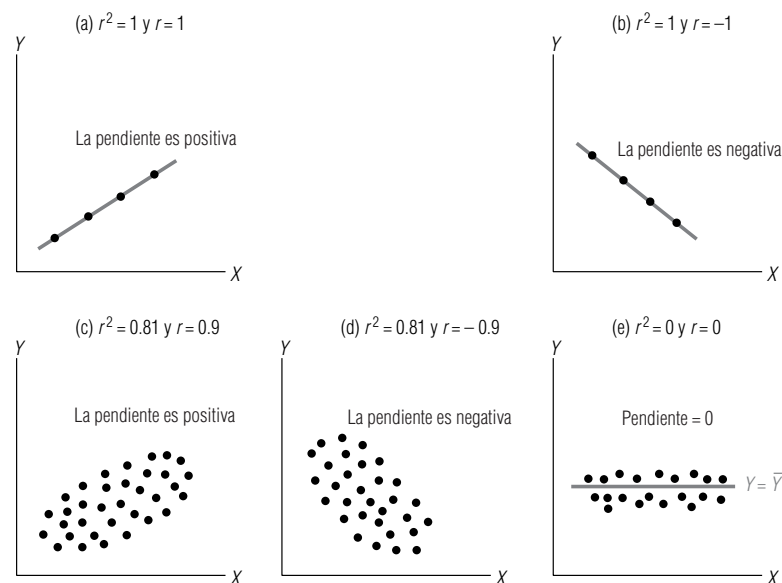 (a) r² = 1 y r = 1
Y
La pendiente es positiva
X
(b) r² = 1 y r = –1
Y
La pendiente es negativa
X
(c) r² = 0.81 y r = 0.9
Y
La pendiente es positiva
X
(d) r² = 0.81 y r = – 0.9
Y
La pendiente es negativa
X
(e) r² = 0 y r = 0
Y
Pendiente = 0
Y = Y̅
X